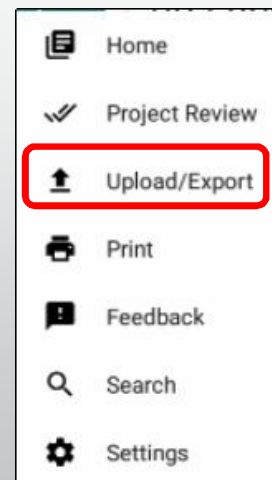 Home
Project Review
Upload/Export
Print
Feedback
Search
Settings